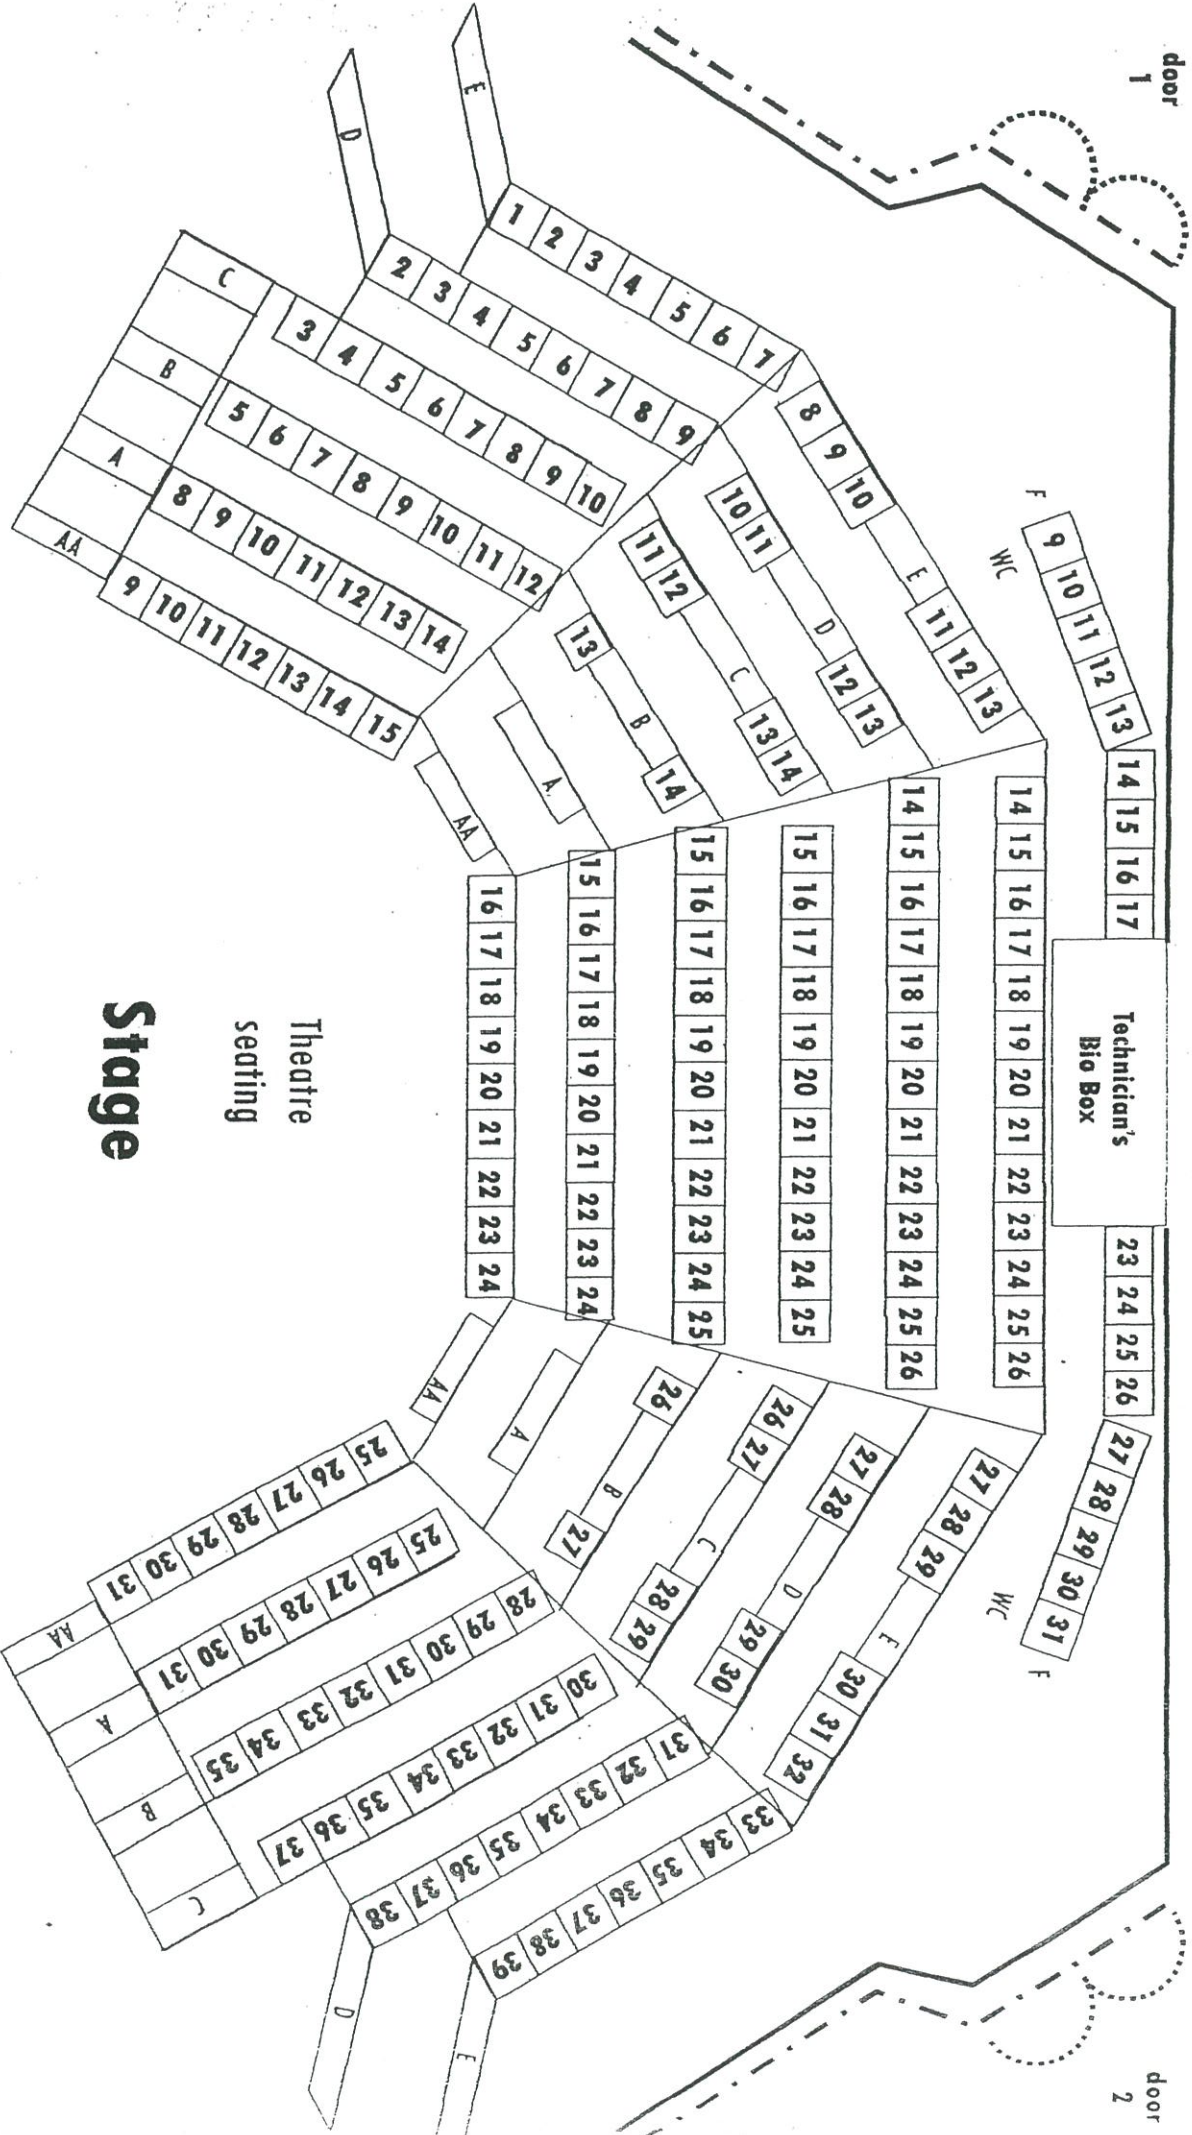 door
1
door
2
F 9 10 11 12 13 14 15 16 17
Technician's
Bio Box
23 24 25 26 27 28 29 30 31 F
WC
WC
E 1 2 3 4 5 6 7 8 9 10 E 11 12 13 14 15 16 17 18 19 20 21 22 23 24 25 26 27 28 29 E 30 31 32 33 34 35 36 37 38 39 E
D 2 3 4 5 6 7 8 9 10 11 D 12 13 14 15 16 17 18 19 20 21 22 23 24 25 26 27 28 D 29 30 31 32 33 34 35 36 37 38 D
C 3 4 5 6 7 8 9 10 11 12 C 13 14 15 16 17 18 19 20 21 22 23 24 25 26 27 C 28 29 30 31 32 33 34 35 36 37 C
B 5 6 7 8 9 10 11 12 13 B 14 15 16 17 18 19 20 21 22 23 24 25 26 B 27 28 29 30 31 32 33 34 35 B
A 8 9 10 11 12 13 14 A 15 16 17 18 19 20 21 22 23 24 A 25 26 27 28 29 30 31 A
AA 9 10 11 12 13 14 15 AA 16 17 18 19 20 21 22 23 24 AA 25 26 27 28 29 30 31 AA
Theatre
seating
Stage